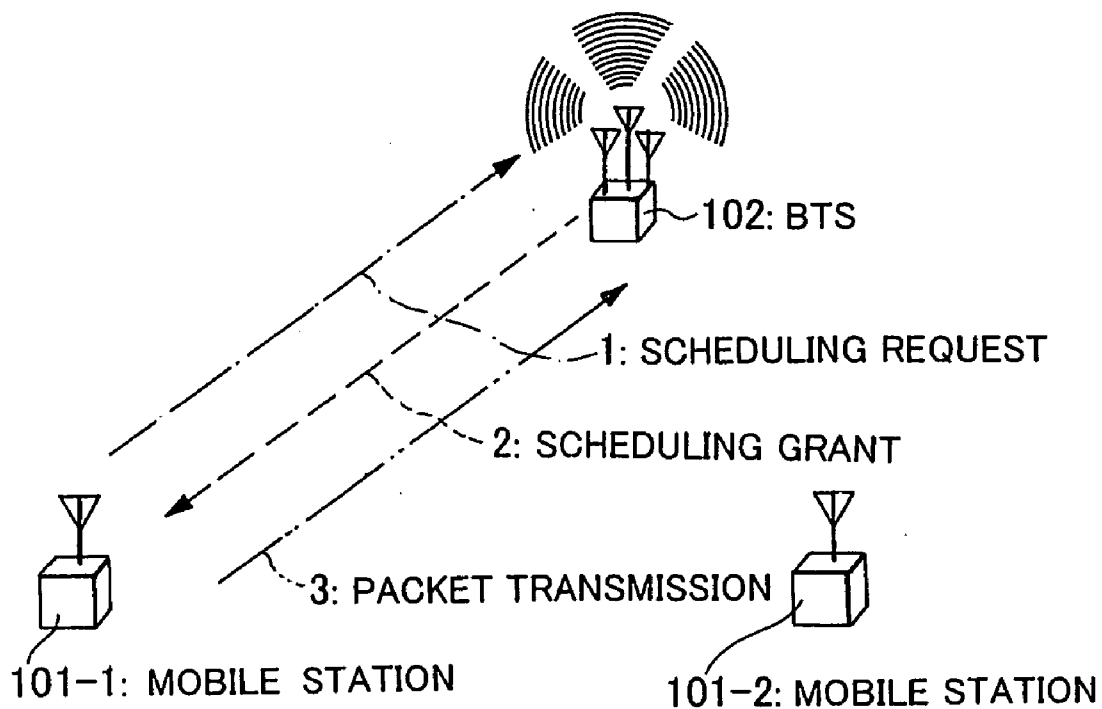 102: BTS
1: SCHEDULING REQUEST
2: SCHEDULING GRANT
3: PACKET TRANSMISSION
101-1: MOBILE STATION
101-2: MOBILE STATION